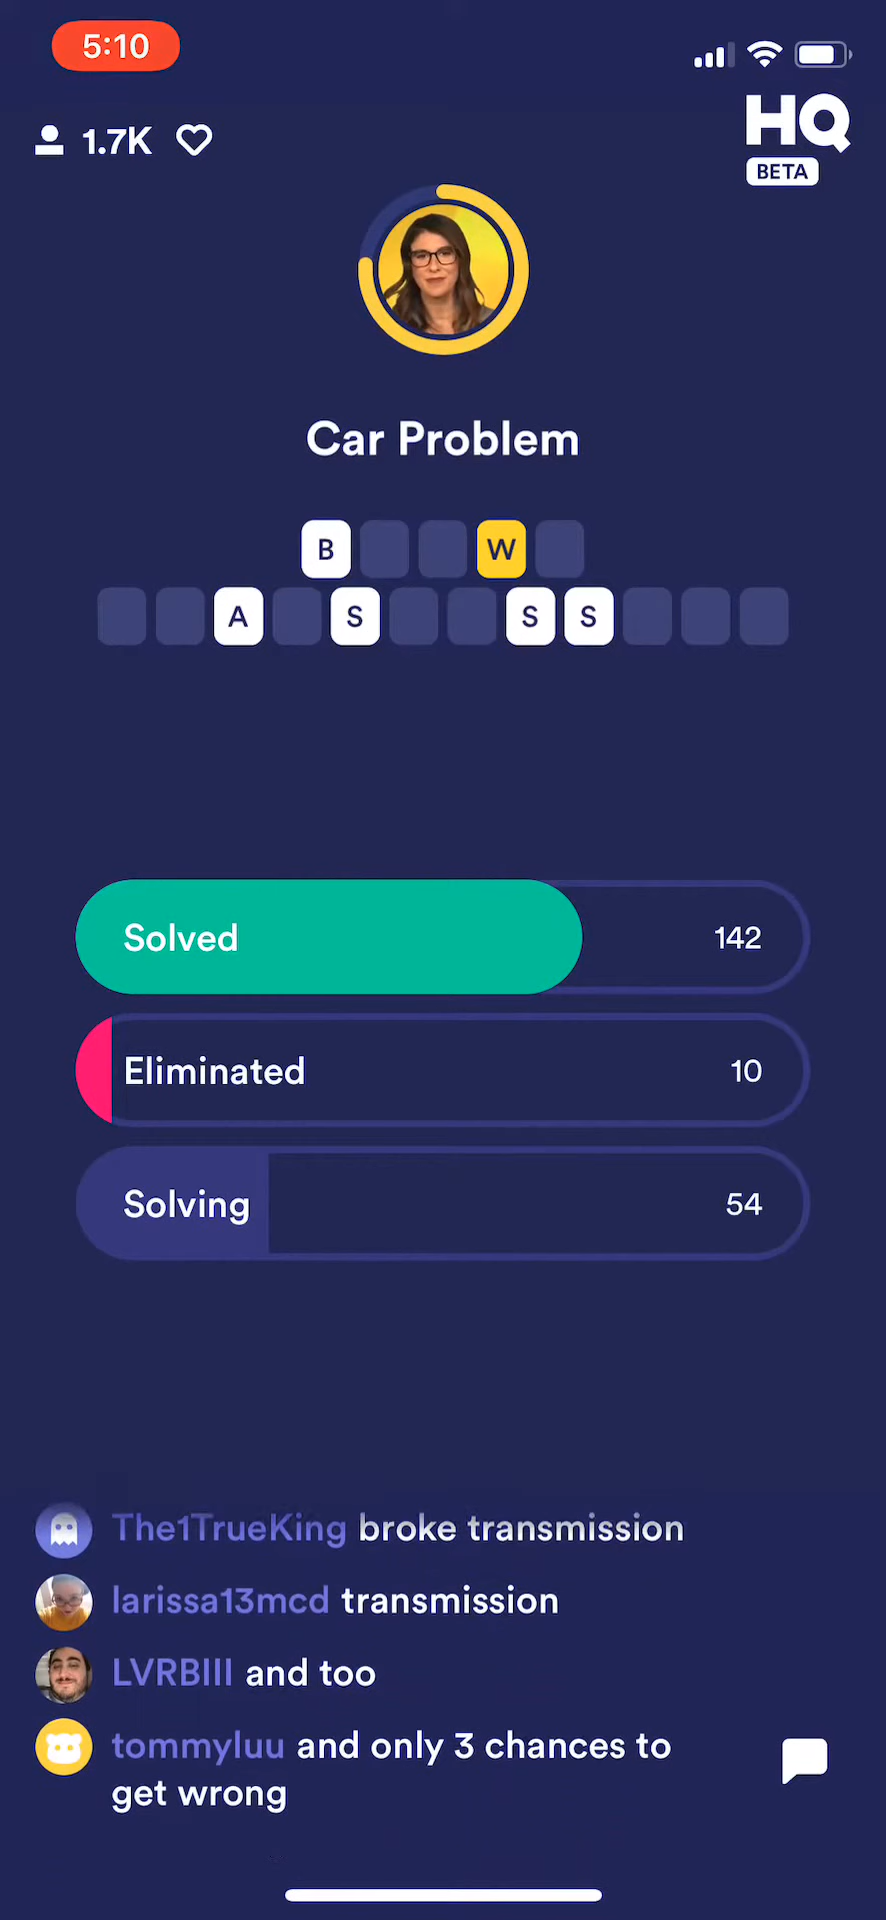 5:10
1.7K
HQ
BETA
Car Problem
B W
A S S S
Solved 142
Eliminated 10
Solving 54
The1TrueKing broke transmission
larissa13mcd transmission
LVRBIII and too
tommyluu and only 3 chances to
get wrong